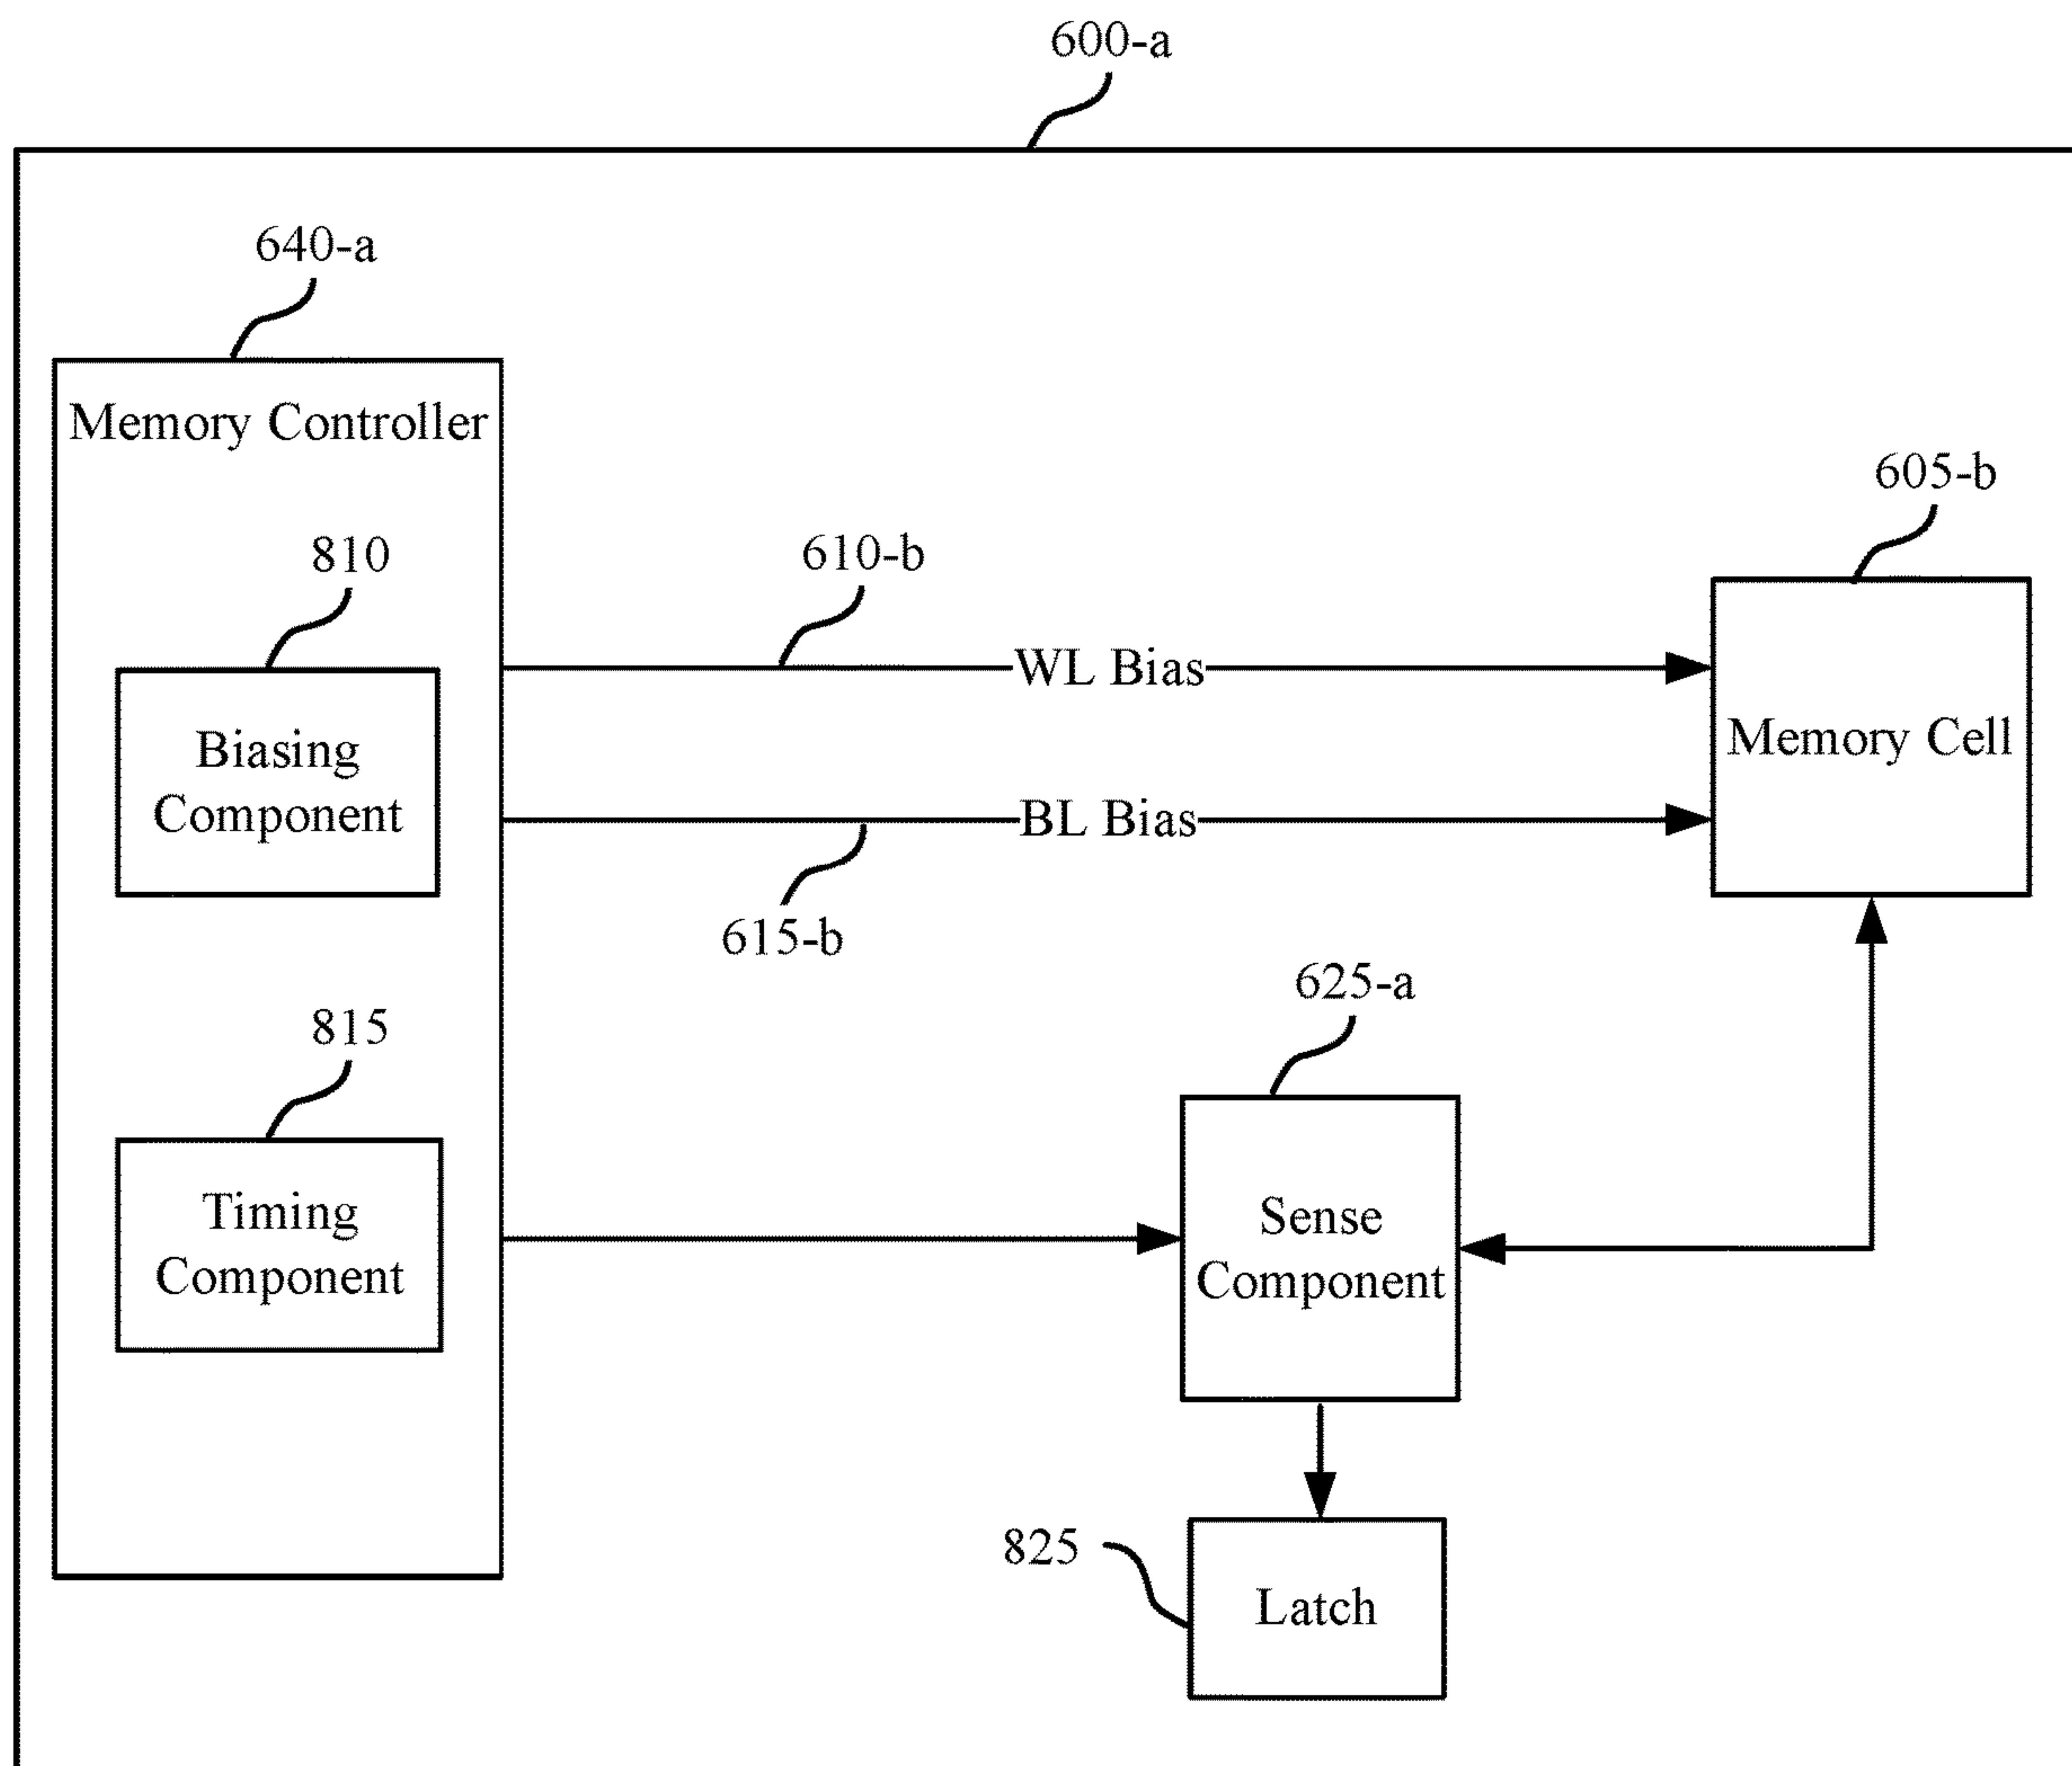 600-a
640-a
Memory Controller
605-b
810
610-b
WL Bias
Memory Cell
Biasing
Component
BL Bias
615-b
625-a
815
Timing
Component
Sense
Component
825
Latch